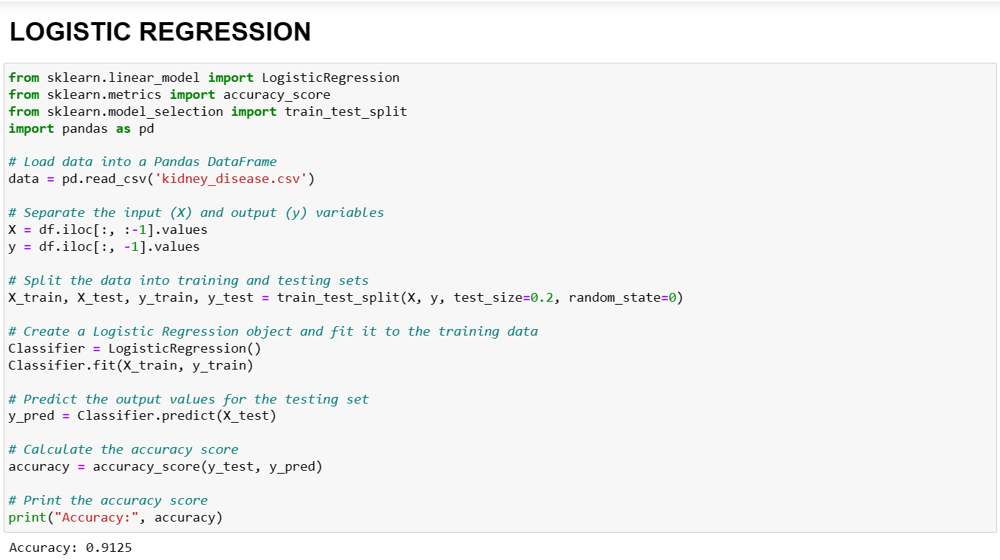 LOGISTIC REGRESSION
from sklearn.linear_model import LogisticRegression
from sklearn.metrics import accuracy_score
from sklearn.model_selection import train_test_split
import pandas as pd
# Load data into a Pandas DataFrame
data = pd.read_csv('kidney_disease.csv')
# Separate the input (X) and output (y) variables
X = df.iloc[:, :-1].values
y = df.iloc[:, -1].values
# Split the data into training and testing sets
X_train, X_test, y_train, y_test = train_test_split(X, y, test_size=0.2, random_state=0)
# Create a Logistic Regression object and fit it to the training data
Classifier = LogisticRegression()
Classifier.fit(X_train, y_train)
# Predict the output values for the testing set
y_pred = Classifier.predict(X_test)
# Calculate the accuracy score
accuracy = accuracy_score(y_test, y_pred)
# Print the accuracy score
print("Accuracy:", accuracy)
Accuracy: 0.9125